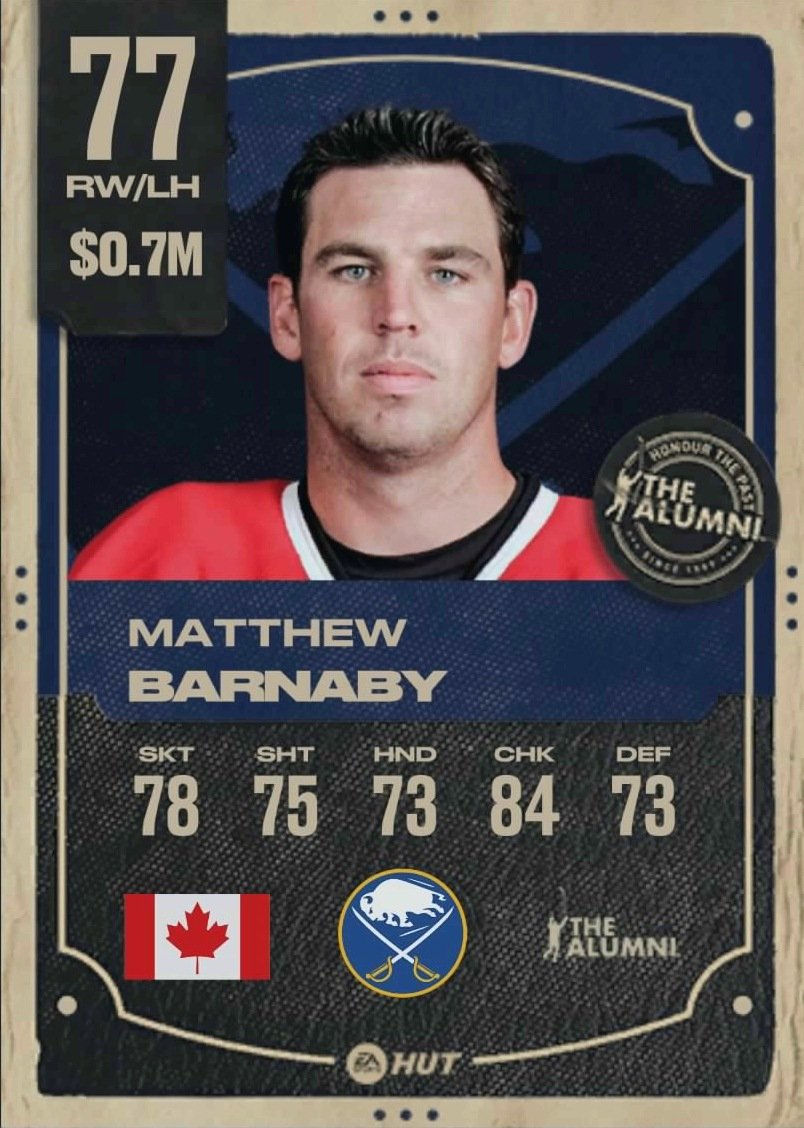 77
RW/LH
$0.7M
HONOUR THE PAST
THE
ALUMNI
MATTHEW
BARNABY
SKT SHT HND CHK DEF
78 75 73 84 73
THE
ALUMNI
HUT